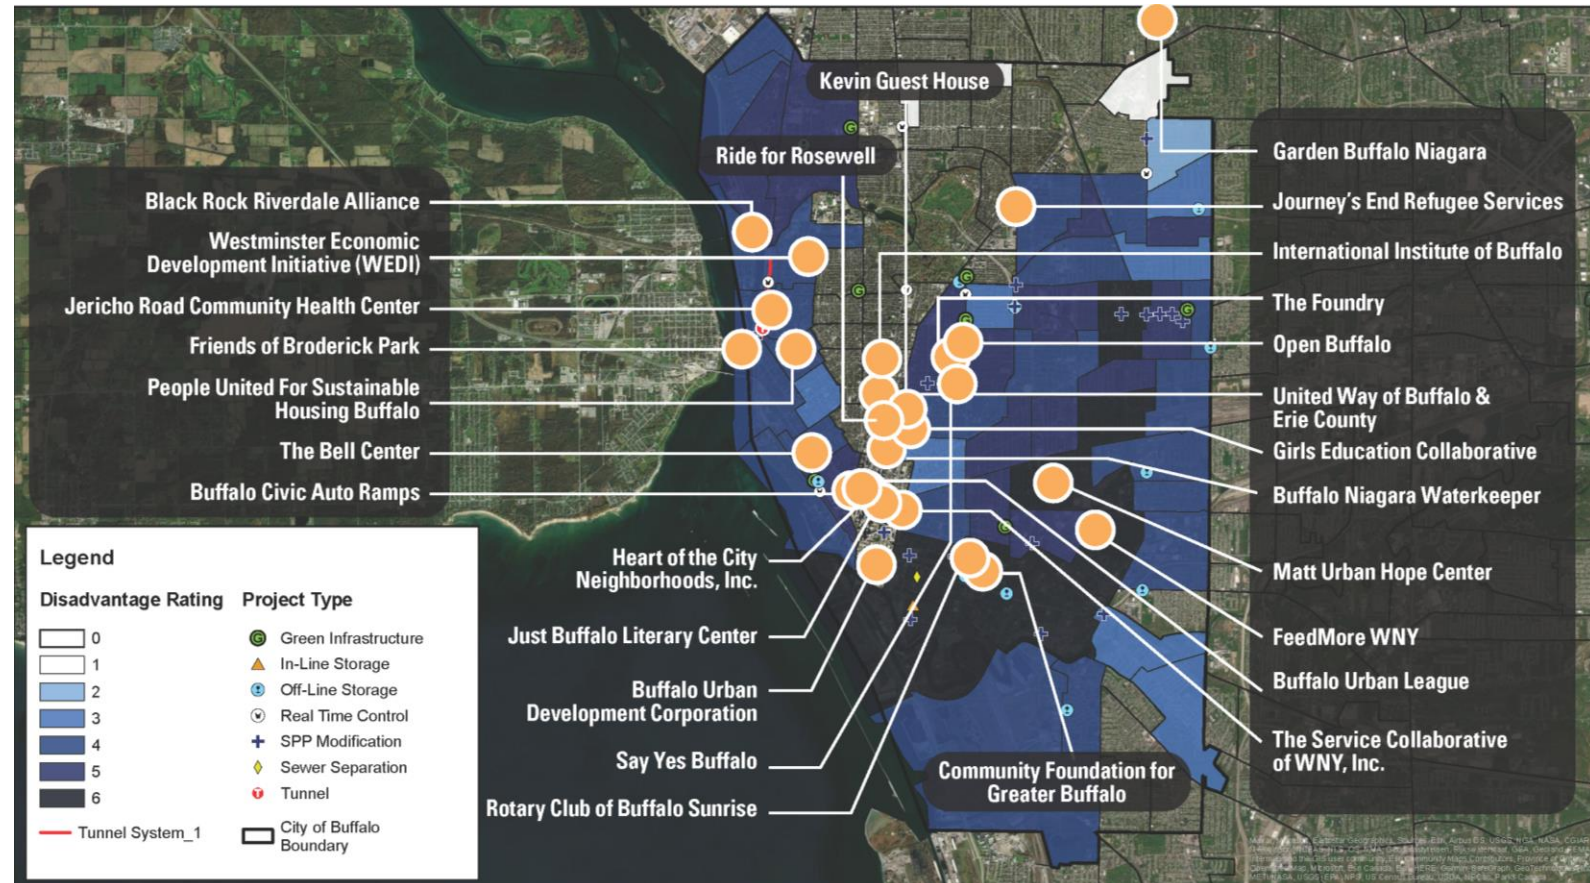 Kevin Guest House
Ride for Rosewell
Black Rock Riverdale Alliance
Westminster Economic
Development Initiative (WEDI)
Jericho Road Community Health Center
Friends of Broderick Park
People United For Sustainable
Housing Buffalo
The Bell Center
Buffalo Civic Auto Ramps
Heart of the City
Neighborhoods, Inc.
Just Buffalo Literary Center
Buffalo Urban
Development Corporation
Say Yes Buffalo
Rotary Club of Buffalo Sunrise
Community Foundation for
Greater Buffalo
Garden Buffalo Niagara
Journey's End Refugee Services
International Institute of Buffalo
The Foundry
Open Buffalo
United Way of Buffalo &
Erie County
Girls Education Collaborative
Buffalo Niagara Waterkeeper
Matt Urban Hope Center
FeedMore WNY
Buffalo Urban League
The Service Collaborative
of WNY, Inc.
Legend
Disadvantage Rating
0
1
2
3
4
5
6
Tunnel System_1
Project Type
Green Infrastructure
In-Line Storage
Off-Line Storage
Real Time Control
SPP Modification
Sewer Separation
Tunnel
City of Buffalo
Boundary